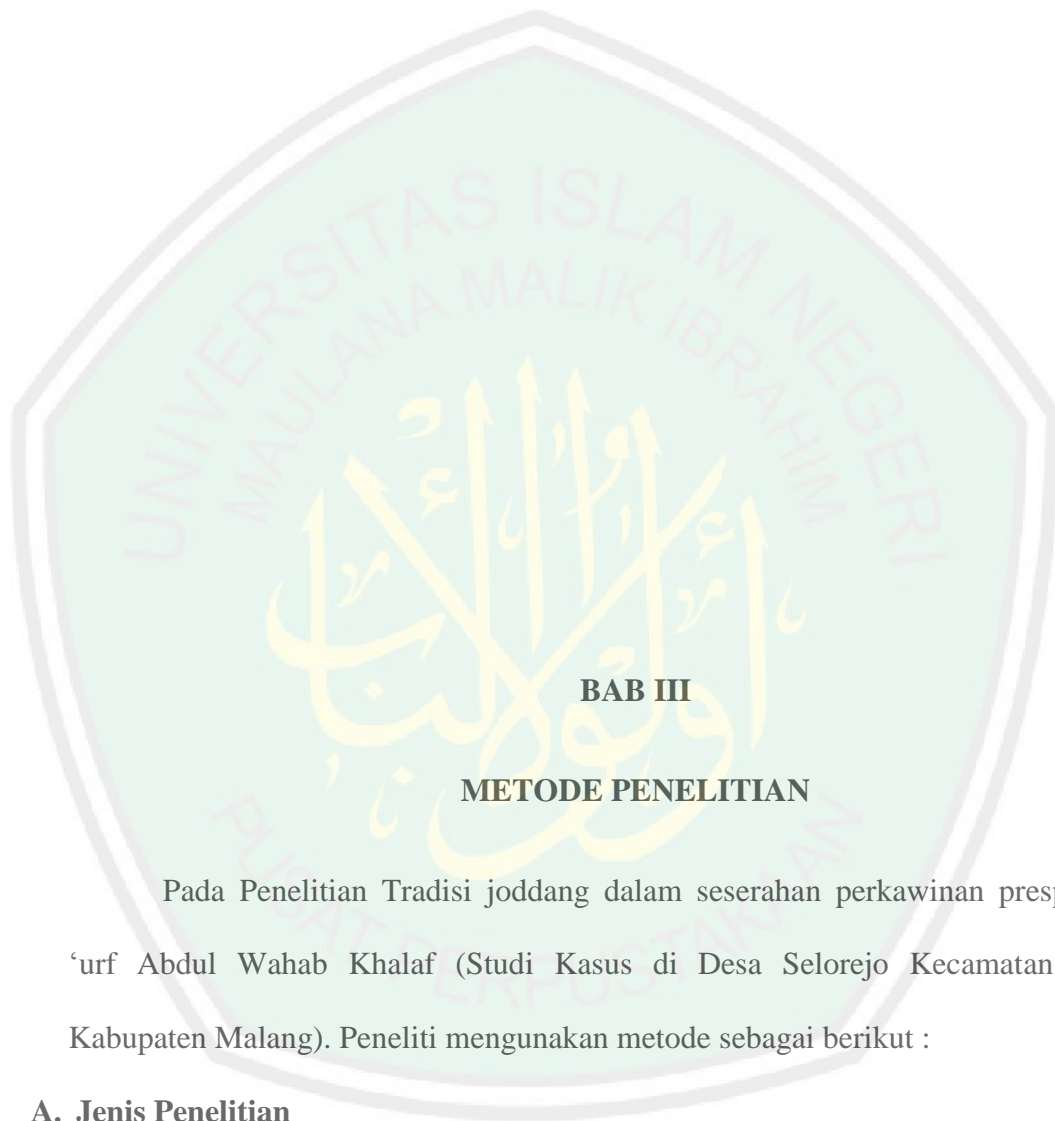 UNIVERSITAS ISLAM NEGERI
MAULANA MALIK IBRAHIM
BAB III
METODE PENELITIAN
Pada Penelitian Tradisi joddang dalam seserahan perkawinan
‘urf Abdul Wahab Khalaf (Studi Kasus di Desa Selorejo Kecamatan
Kabupaten Malang). Peneliti mengunakan metode sebagai berikut :
A. Jenis Penelitian
PUSAT PERPUSTAKAAN